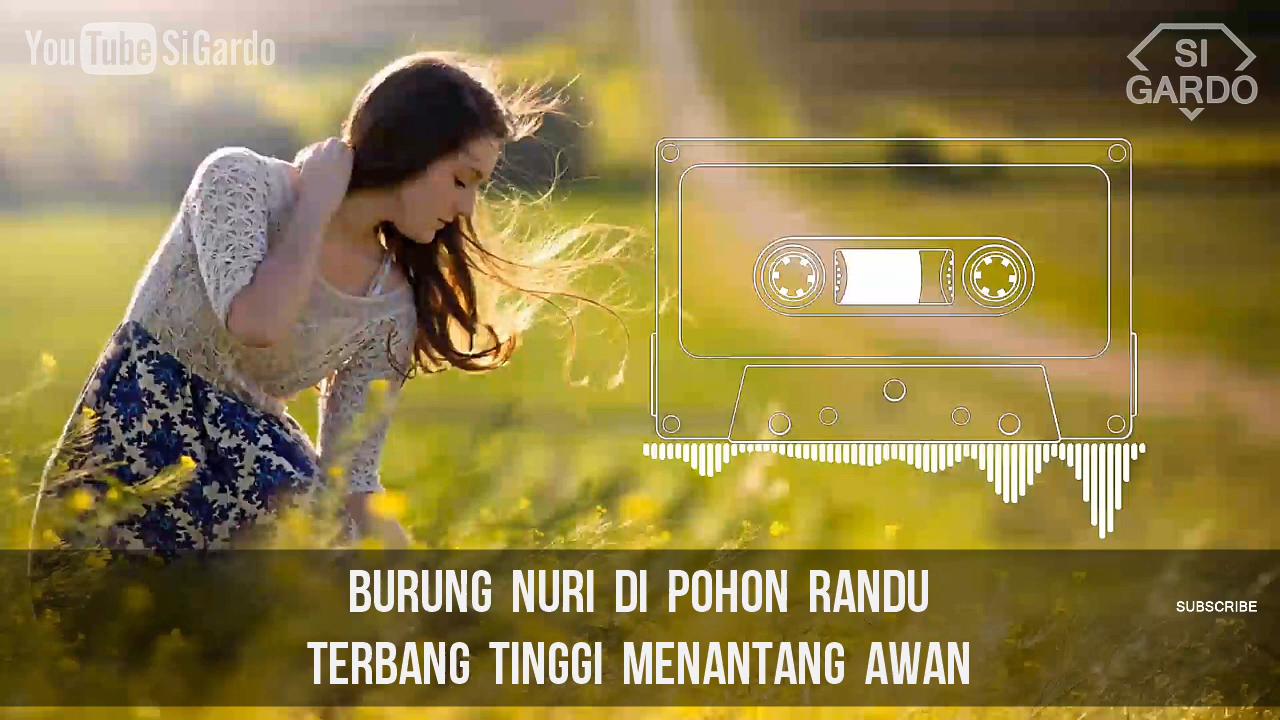 YouTube SiGardo
SI
GARDO
BURUNG NURI DI POHON RANDU
SUBSCRIBE
TERBANG TINGGI MENANTANG AWAN